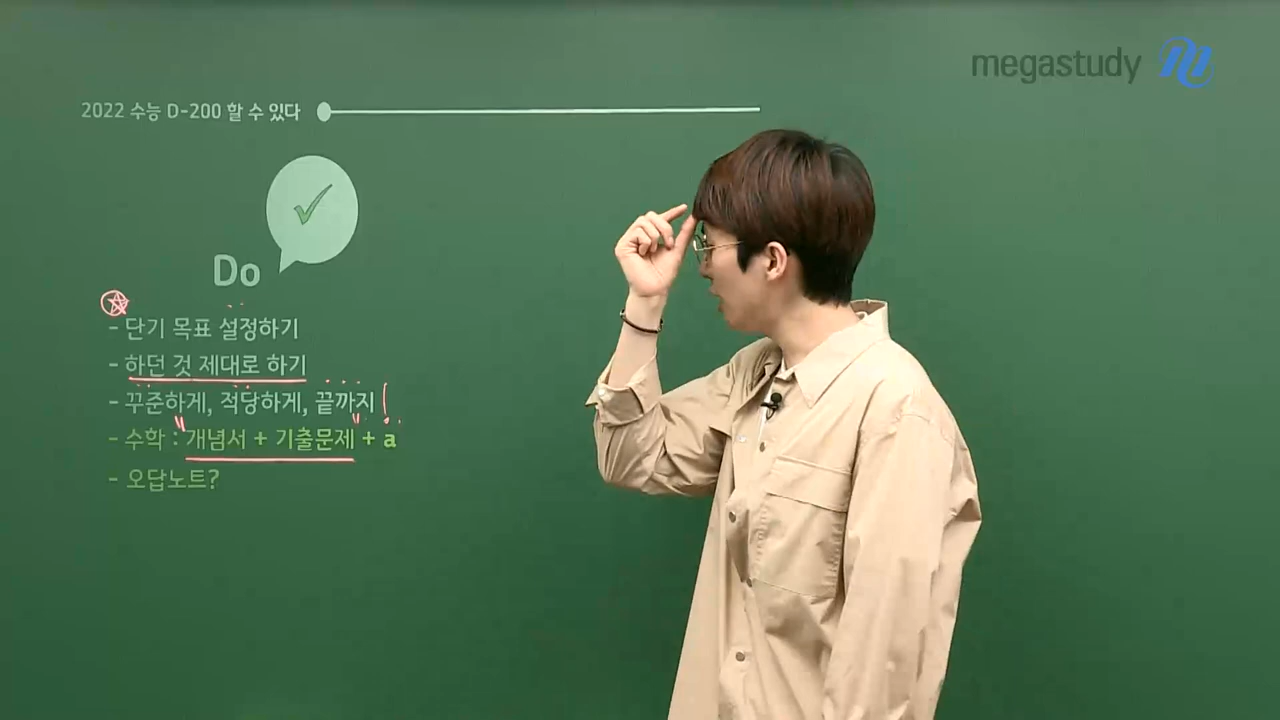 megastudy
2022 수능 D-200 할 수 있다
Do
- 단기 목표 설정하기
- 하던 것 제대로 하기
- 꾸준하게, 적당하게, 끝까지!
- 수학 : "개념서 + 기출문제" + a
- 오답노트?